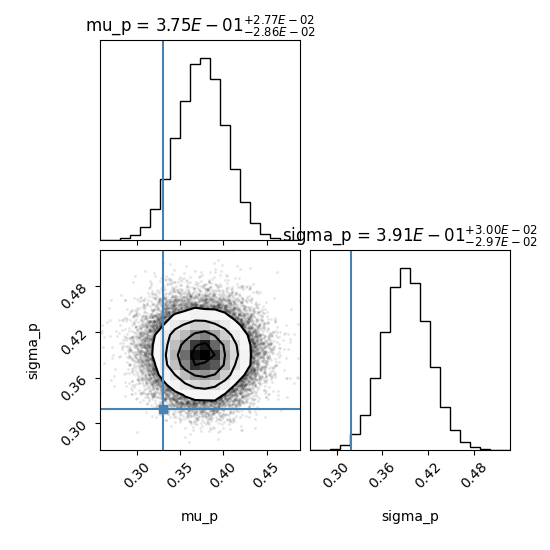 mu_p = 3.75E − 01+2.77E − 02
−2.86E − 02
sigma_p = 3.91E − 01+3.00E − 02
−2.97E − 02
sigma_p
0.48
0.42
0.36
0.30
0.30 0.35 0.40 0.45
0.30 0.36 0.42 0.48
mu_p
sigma_p